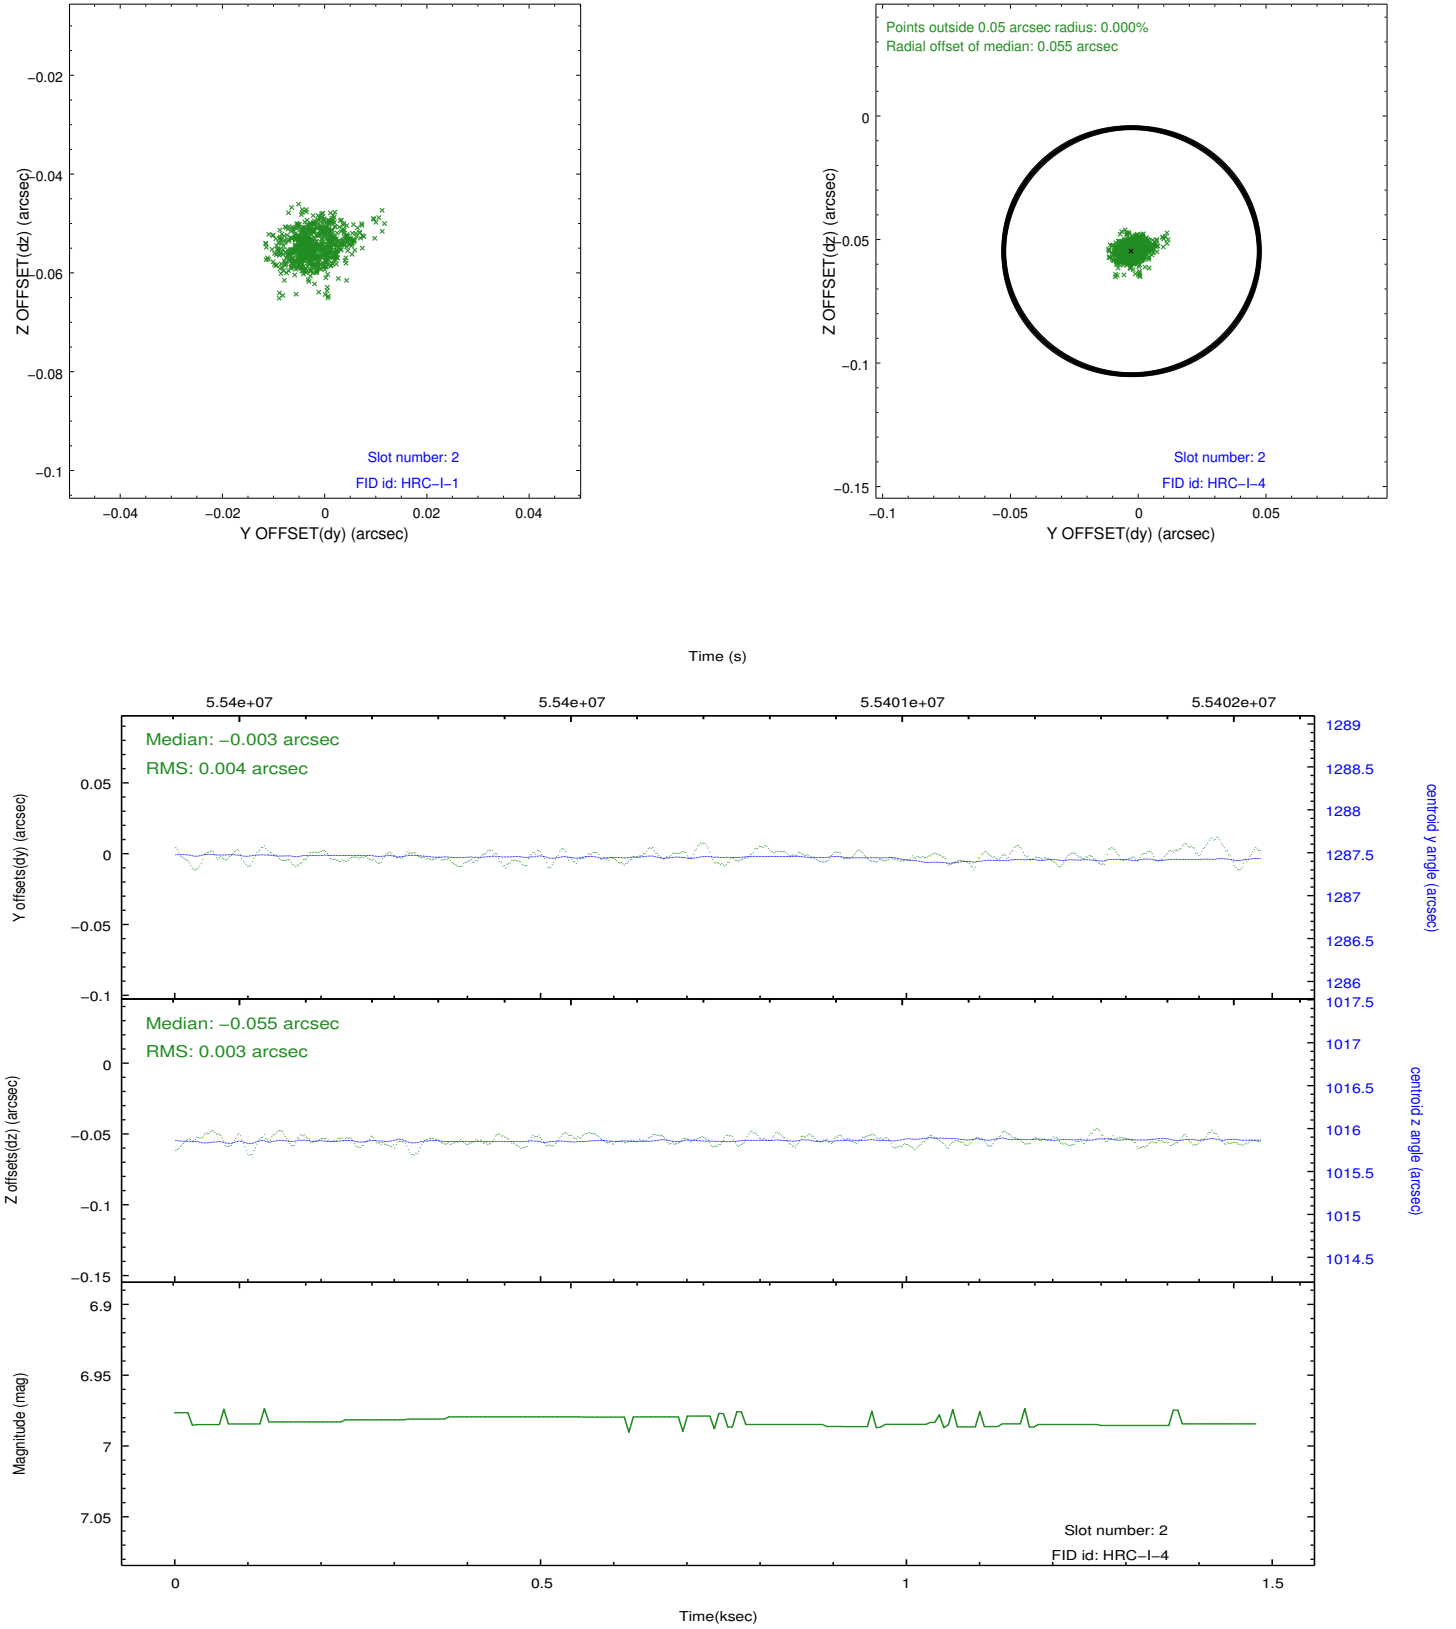 −0.02
−0.04
−0.06
−0.08
−0.1
Z OFFSET(dz) (arcsec)
Slot number: 2
FID id: HRC−I−1
−0.04
−0.02
0
0.02
0.04
Y OFFSET(dy) (arcsec)
Points outside 0.05 arcsec radius: 0.000%
Radial offset of median: 0.055 arcsec
0
−0.05
−0.1
−0.15
Z OFFSET(dz) (arcsec)
Slot number: 2
FID id: HRC−I−4
−0.1
−0.05
0
0.05
Y OFFSET(dy) (arcsec)
Time (s)
5.54e+07
5.54e+07
5.5401e+07
5.5402e+07
Median: −0.003 arcsec
RMS: 0.004 arcsec
0.05
0
−0.05
−0.1
Y offsets(dy) (arcsec)
1289
1288.5
1288
1287.5
1287
1286.5
1286
centroid y angle (arcsec)
Median: −0.055 arcsec
RMS: 0.003 arcsec
0
−0.05
−0.1
−0.15
Z offsets(dz) (arcsec)
1017.5
1017
1016.5
1016
1015.5
1015
1014.5
centroid z angle (arcsec)
6.9
6.95
7
7.05
Magnitude (mag)
Slot number: 2
FID id: HRC−I−4
0
0.5
1
1.5
Time(ksec)